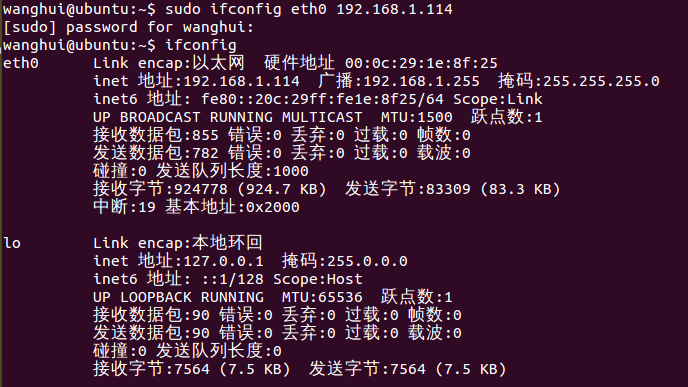 wanghui@ubuntu:~$ sudo ifconfig eth0 192.168.1.114
[sudo] password for wanghui:
wanghui@ubuntu:~$ ifconfig
eth0      Link encap:以太网  硬件地址 00:0c:29:1e:8f:25
          inet 地址:192.168.1.114  广播:192.168.1.255  掩码:255.255.255.0
          inet6 地址: fe80::20c:29ff:fe1e:8f25/64 Scope:Link
          UP BROADCAST RUNNING MULTICAST  MTU:1500  跃点数:1
          接收数据包:855 错误:0 丢弃:0 过载:0 帧数:0
          发送数据包:782 错误:0 丢弃:0 过载:0 载波:0
          碰撞:0 发送队列长度:1000
          接收字节:924778 (924.7 KB)  发送字节:83309 (83.3 KB)
          中断:19 基本地址:0x2000
lo        Link encap:本地环回
          inet 地址:127.0.0.1  掩码:255.0.0.0
          inet6 地址: ::1/128 Scope:Host
          UP LOOPBACK RUNNING  MTU:65536  跃点数:1
          接收数据包:90 错误:0 丢弃:0 过载:0 帧数:0
          发送数据包:90 错误:0 丢弃:0 过载:0 载波:0
          碰撞:0 发送队列长度:0
          接收字节:7564 (7.5 KB)  发送字节:7564 (7.5 KB)